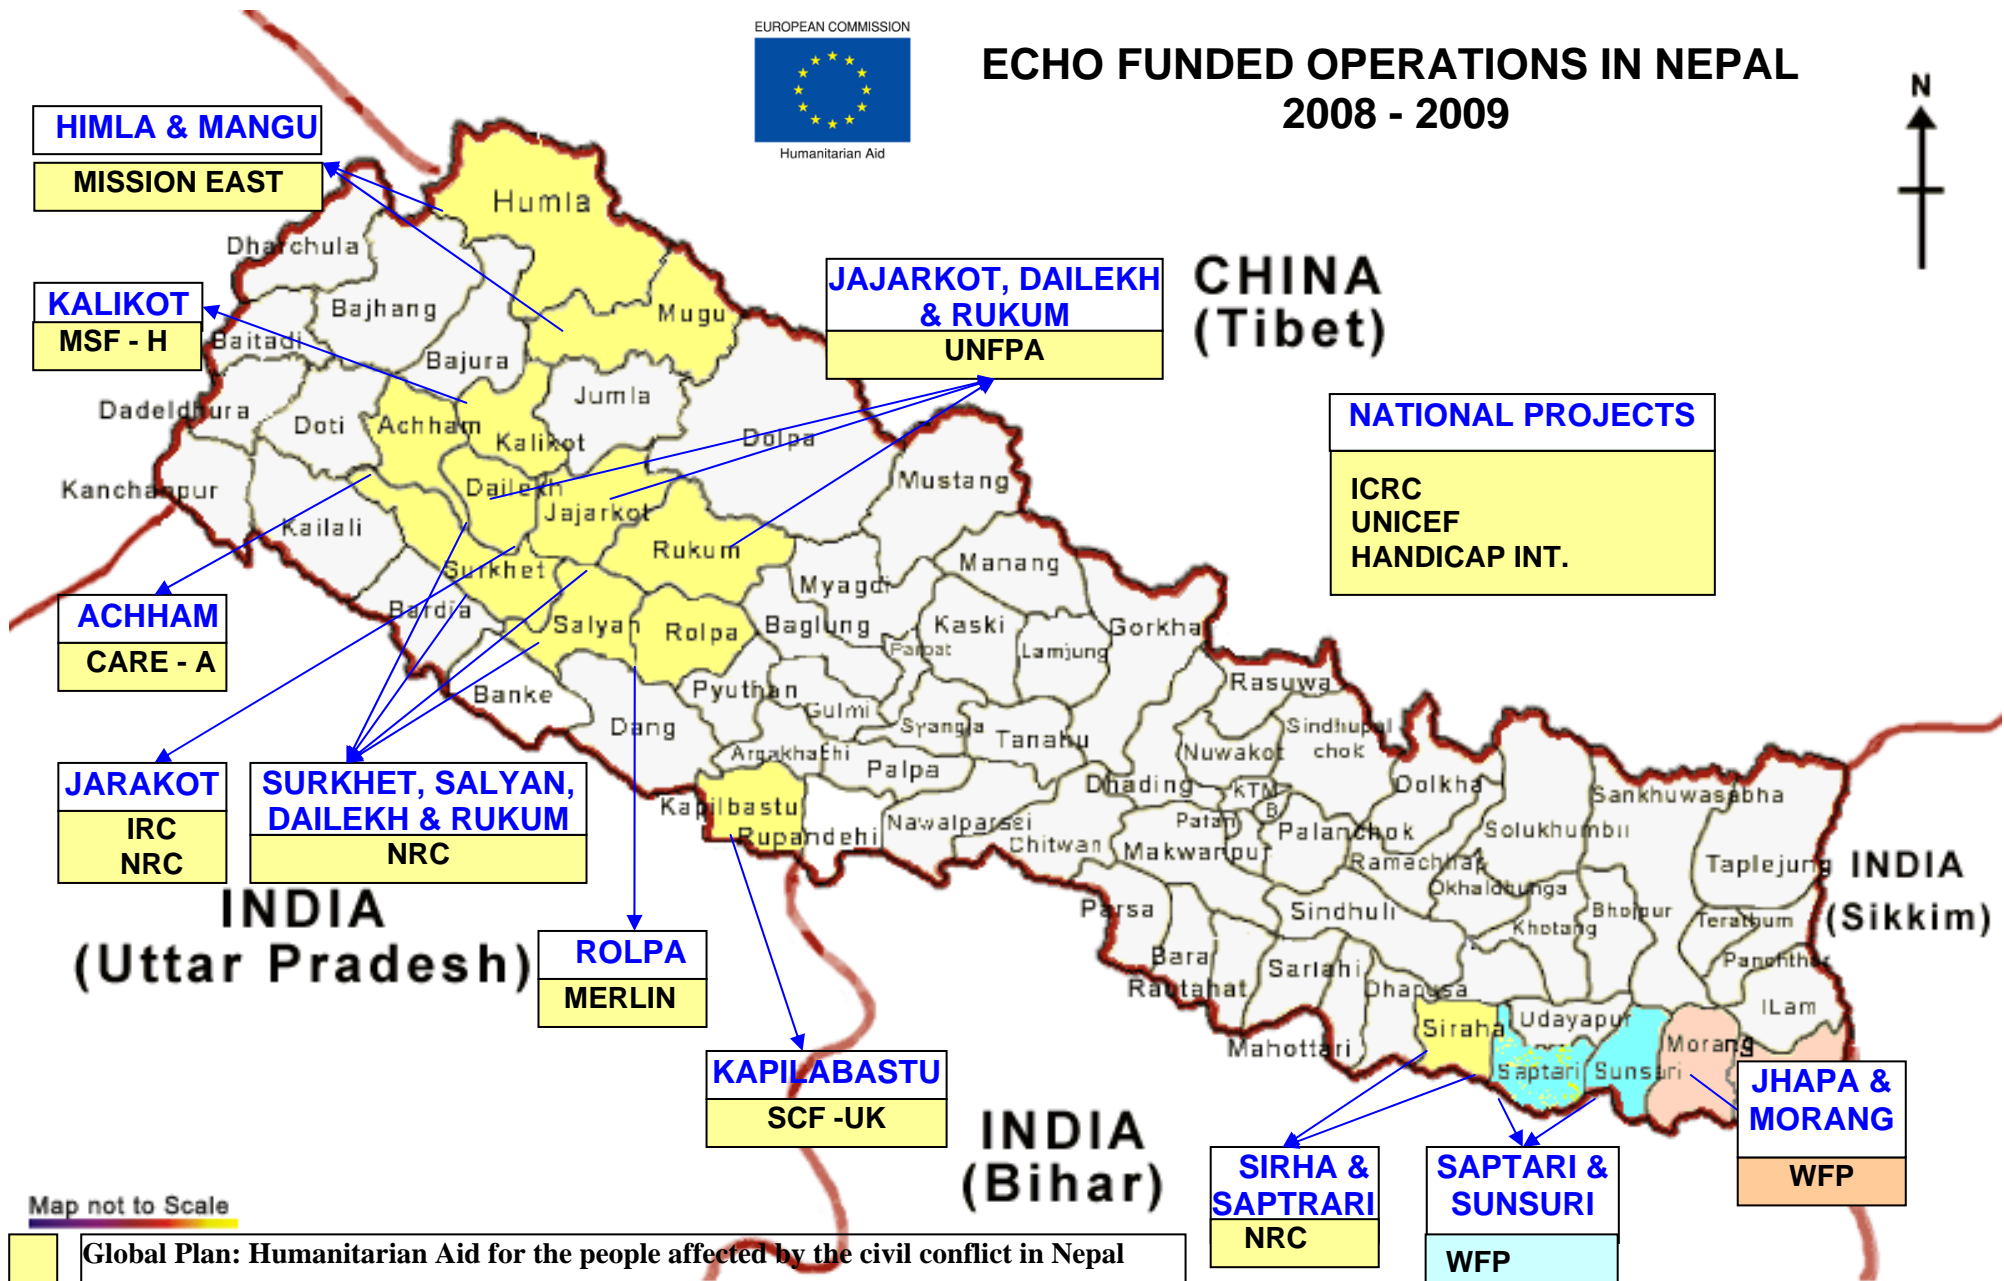 EUROPEAN COMMISSION
Humanitarian Aid
ECHO FUNDED OPERATIONS IN NEPAL
2008 - 2009
N
HIMLA & MANGU
MISSION EAST
KALIKOT
MSF - H
JAJARKOT, DAILEKH
& RUKUM
UNFPA
CHINA
(Tibet)
NATIONAL PROJECTS
ICRC
UNICEF
HANDICAP INT.
Humla
Dharchula
Bajhang
Mugu
Baitadi
Bajura
Jumla
Dadeldhura
Doti
Achham
Kalikot
Dolpa
Mustang
Kanchanpur
Kailali
Dailekh
Jajarkot
Rukum
Manang
Surkhet
Myagdi
Bardia
Salyan
Rolpa
Baglung
Kaski
Gorkha
Parbat
Lamjung
Banke
Pyuthan
Rasuwa
Dang
Gulmi
Syangja
Tanahu
Nuwakot
Sindhupal
chok
Argakhachi
Palpa
Dhading
KTM
B
Dolkha
Sankhuwasabha
Kapilbastu
Rupandehi
Nawalparsei
Chitwan
Patan
Makwanpur
Palanchok
Solukhumbu
Ramachhap
Taplejung
Okhaldhunga
Parsa
Sindhuli
Khotang
Bhojpur
Terathum
Bara
Sarlahi
Panchthar
Rautahat
Dhanusa
ILam
Mahottari
Siraha
Udayapur
Saptari
Sunsari
Morang
ACHHAM
CARE - A
JARAKOT
IRC
NRC
SURKHET, SALYAN,
DAILEKH & RUKUM
NRC
INDIA
(Uttar Pradesh)
INDIA
(Sikkim)
ROLPA
MERLIN
KAPILABASTU
SCF -UK
INDIA
(Bihar)
SIRHA &
SAPTRARI
NRC
SAPTARI &
SUNSURI
WFP
JHAPA &
MORANG
WFP
Map not to Scale
Global Plan: Humanitarian Aid for the people affected by the civil conflict in Nepal